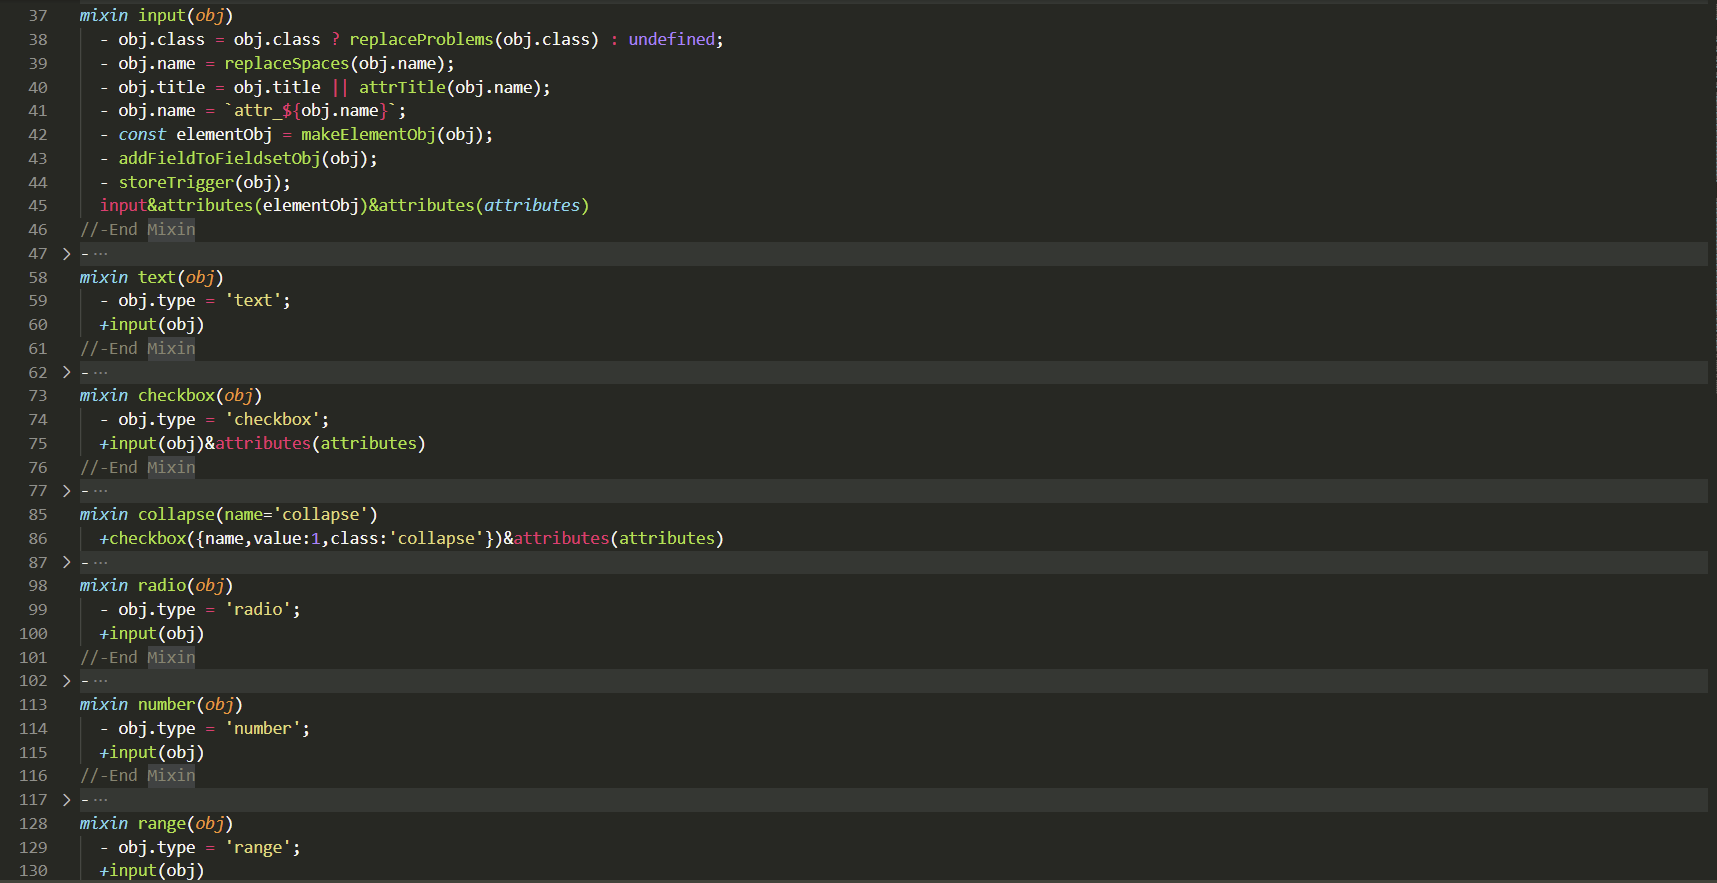 37 mixin input(obj)
38 - obj.class = obj.class ? replaceProblems(obj.class) : undefined;
39 - obj.name = replaceSpaces(obj.name);
40 - obj.title = obj.title || attrTitle(obj.name);
41 - obj.name = `attr_${obj.name}`;
42 - const elementObj = makeElementObj(obj);
43 - addFieldToFieldsetObj(obj);
44 - storeTrigger(obj);
45 input&attributes(elementObj)&attributes(attributes)
46 //-End Mixin
47 > - ···
58 mixin text(obj)
59 - obj.type = 'text';
60 +input(obj)
61 //-End Mixin
62 > - ···
73 mixin checkbox(obj)
74 - obj.type = 'checkbox';
75 +input(obj)&attributes(attributes)
76 //-End Mixin
77 > - ···
85 mixin collapse(name='collapse')
86 +checkbox({name,value:1,class:'collapse'})&attributes(attributes)
87 > - ···
98 mixin radio(obj)
99 - obj.type = 'radio';
100 +input(obj)
101 //-End Mixin
102 > - ···
113 mixin number(obj)
114 - obj.type = 'number';
115 +input(obj)
116 //-End Mixin
117 > - ···
128 mixin range(obj)
129 - obj.type = 'range';
130 +input(obj)